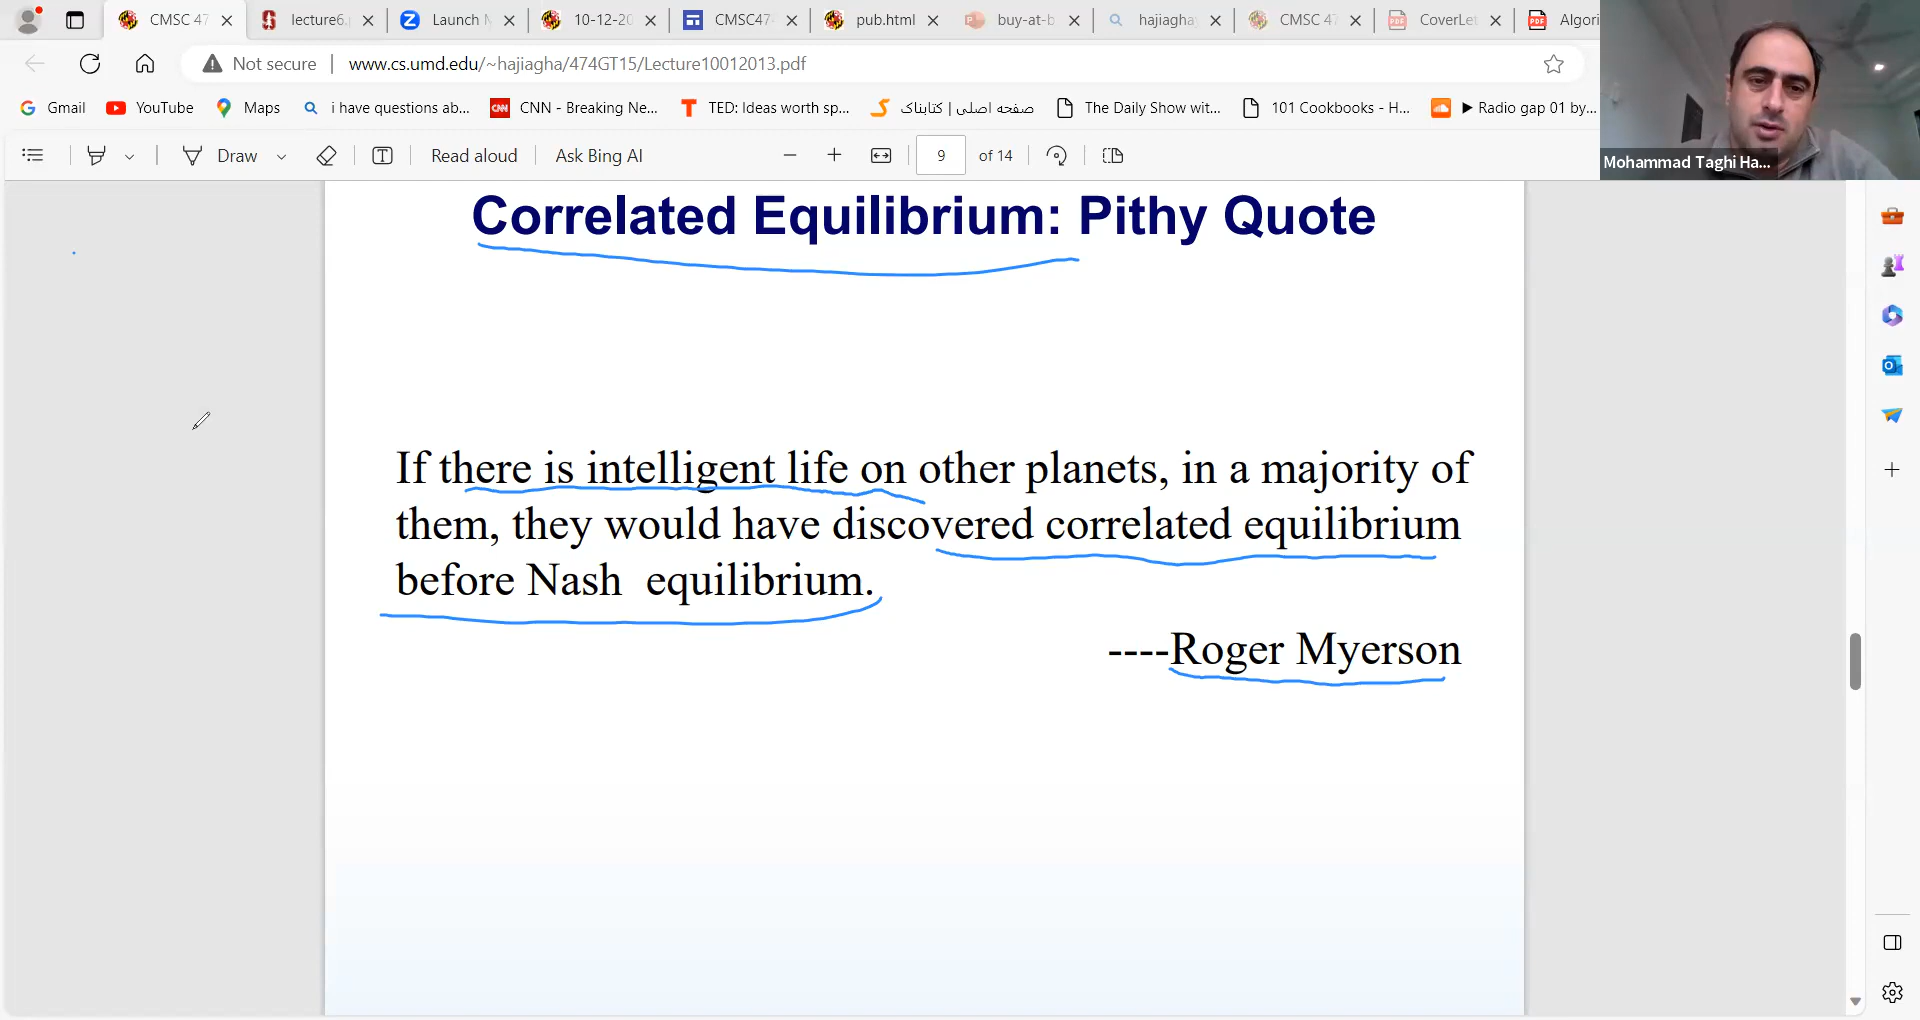 CMSC 47
lecture6.
Launch M
10-12-20
CMSC47
pub.html
buy-at-b
hajiagha
CMSC 47
CoverLet
Algori
Not secure
www.cs.umd.edu/~hajiagha/474GT15/Lecture10012013.pdf
Gmail
YouTube
Maps
i have questions ab...
CNN
CNN - Breaking Ne...
TED: Ideas worth sp...
صفحه اصلی | کتابناک
The Daily Show wit...
101 Cookbooks - H...
▶ Radio gap 01 by...
Mohammad Taghi Ha...
Draw
Read aloud
Ask Bing AI
9
of 14
Correlated Equilibrium: Pithy Quote
If there is intelligent life on other planets, in a majority of
them, they would have discovered correlated equilibrium
before Nash equilibrium.
----Roger Myerson